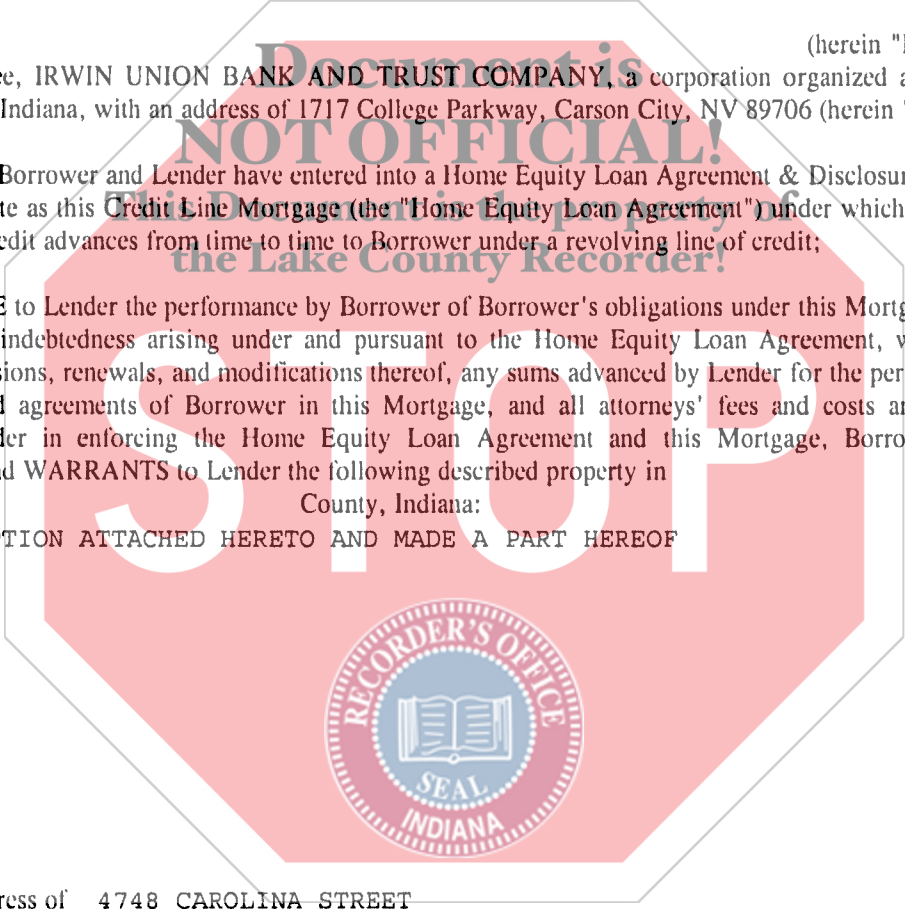 (herein "
Document is
ee, IRWIN UNION BANK AND TRUST COMPANY, a corporation organized a
Indiana, with an address of 1717 College Parkway, Carson City, NV 89706 (herein "
NOT OFFICIAL!
Borrower and Lender have entered into a Home Equity Loan Agreement & Disclosur
te as this Credit Line Mortgage (the "Home Equity Loan Agreement") under which
This Document is the property of
edit advances from time to time to Borrower under a revolving line of credit;
the Lake County Recorder!
E to Lender the performance by Borrower of Borrower's obligations under this Mortg
indebtedness arising under and pursuant to the Home Equity Loan Agreement, w
sions, renewals, and modifications thereof, any sums advanced by Lender for the per
d agreements of Borrower in this Mortgage, and all attorneys' fees and costs a
der in enforcing the Home Equity Loan Agreement and this Mortgage, Borro
nd WARRANTS to Lender the following described property in
STOP
County, Indiana:
PTION ATTACHED HERETO AND MADE A PART HEREOF
RECORDER'S OFFICE
SEAL
INDIANA
ress of 4748 CAROLINA STREET